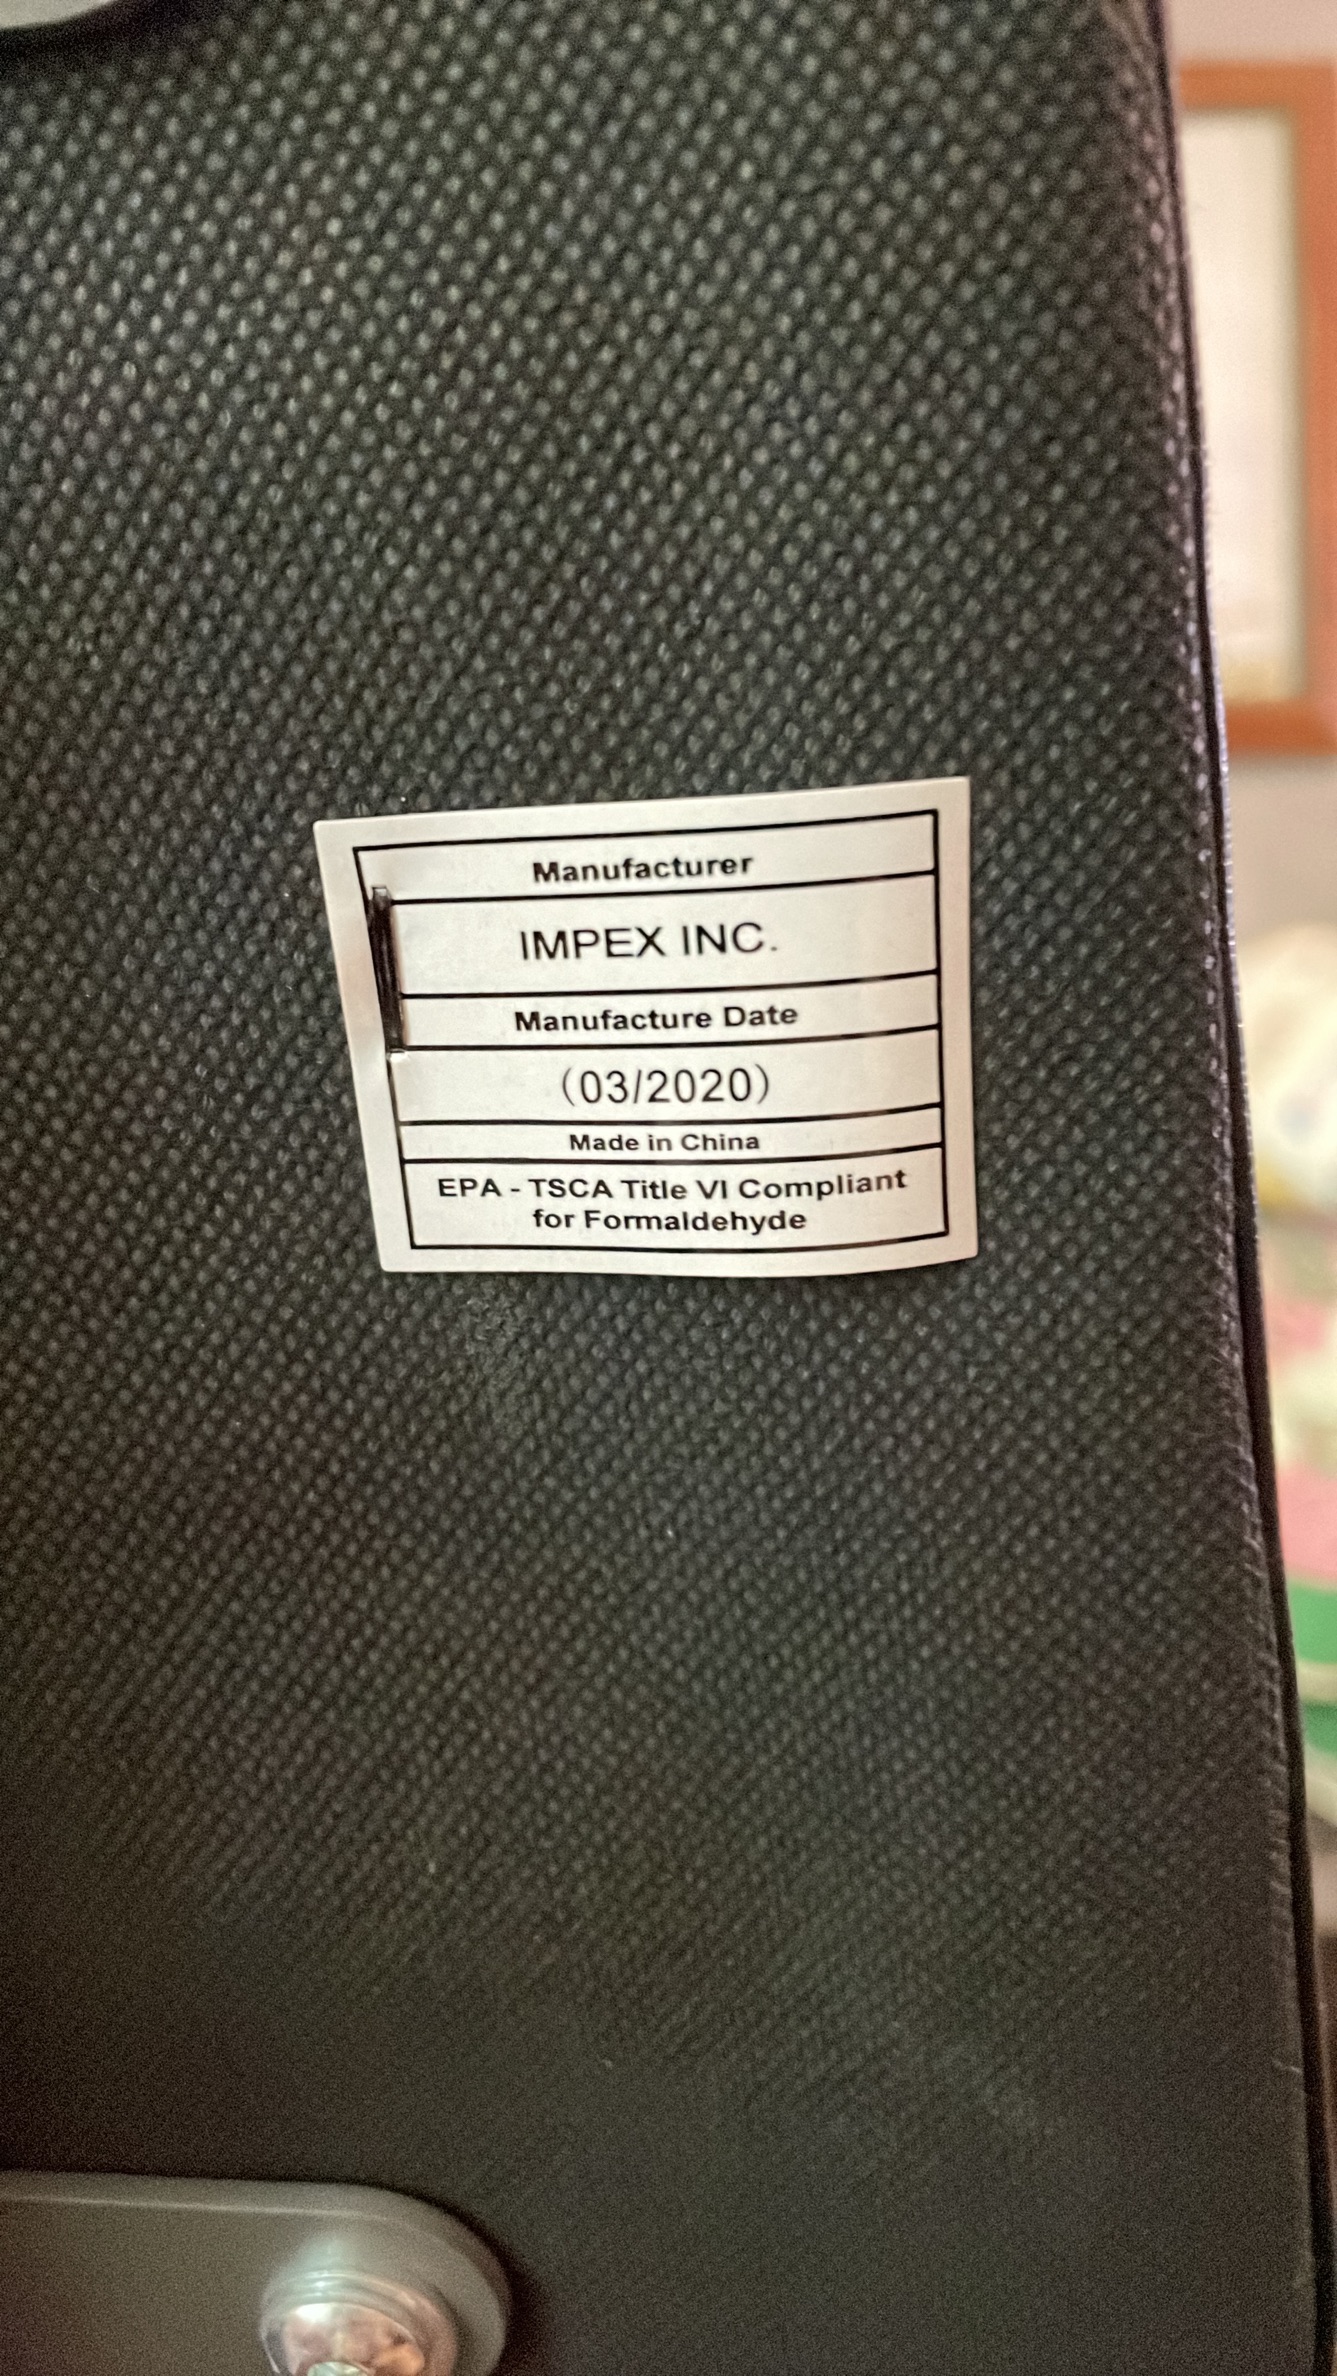 Manufacturer
IMPEX INC.
Manufacture Date
(03/2020)
Made in China
EPA - TSCA Title VI Compliant
for Formaldehyde